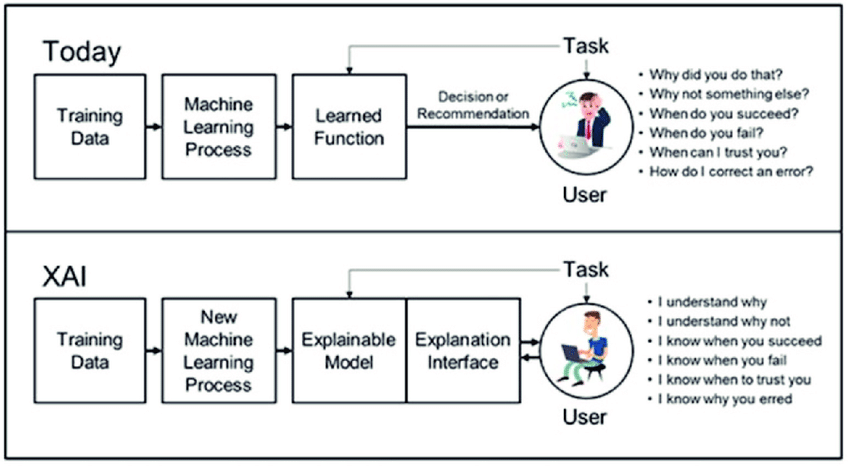 Today
Task
Training
Data
Machine
Learning
Process
Learned
Function
Decision or
Recommendation
User
• Why did you do that?
• Why not something else?
• When do you succeed?
• When do you fail?
• When can I trust you?
• How do I correct an error?
XAI
Task
Training
Data
New
Machine
Learning
Process
Explainable
Model
Explanation
Interface
User
• I understand why
• I understand why not
• I know when you succeed
• I know when you fail
• I know when to trust you
• I know why you erred